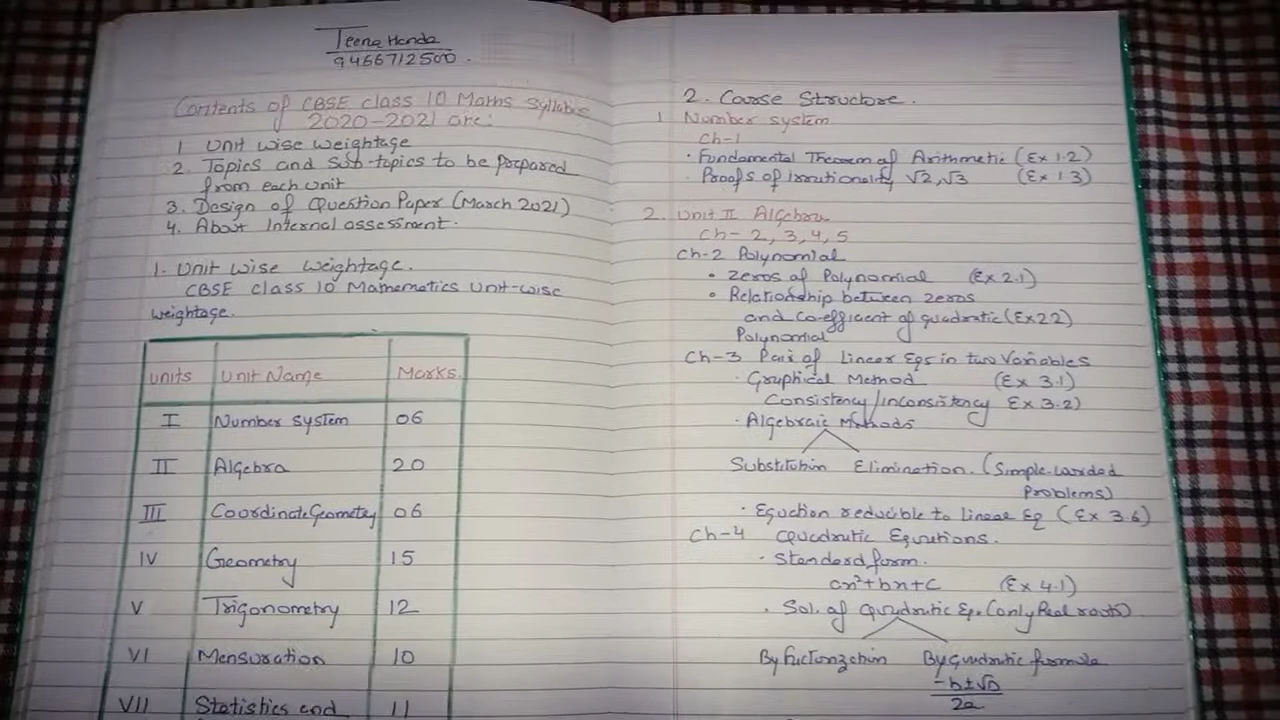 Teena Handa
9466712500.
Contents of CBSE class 10 Maths Syllabus
2020-2021 are:
1 Unit wise weightage
2. Topics and Sub-topics to be Prepared
from each unit
3. Design of Question Paper (March 2021)
4. About Internal assessment.
1. Unit wise Weightage.
CBSE class 10 Mathematics Unit-wise
weightage.
units Unit Name Marks.
I Number system 06
II Algebra 20
III Coordinate Geometry 06
IV Geometry 15
V Trigonometry 12
VI Mensuration 10
VII Statistics and 11
2. Course Structure.
1 Number system
Ch-1
· Fundamental Theorem of Arithmetic (Ex 1.2)
· Proofs of irrationality √2, √3 (Ex 1.3)
2. Unit II Algebra
Ch- 2, 3, 4, 5
Ch-2 Polynomial
• Zeros of Polynomial (Ex 2.1)
• Relationship between zeros
and co-efficient of quadratic (Ex 2.2)
Polynomial
Ch-3 Pair of Linear Eqs in two Variables
· Graphical Method (Ex 3.1)
Consistency/inconsistency Ex 3.2)
· Algebraic Methods
Substitution Elimination. (Simple
Problems)
· Equation reducible to Linear Eq (Ex 3.6)
Ch-4 Quadratic Equations.
· Standard form.
ax²+bx+c (Ex 4.1)
· Sol. of Quadratic Eq. (only Real roots)
By factorization By Quadratic formula
-b±√D
2a